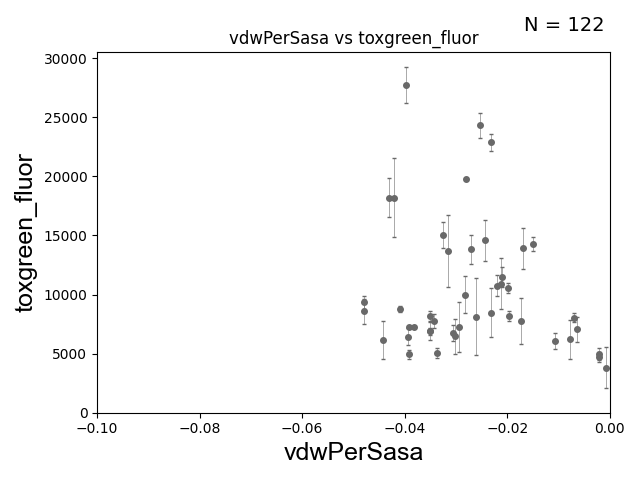 N = 122
vdwPerSasa vs toxgreen_fluor
30000
25000
20000
15000
10000
5000
0
toxgreen_fluor
−0.10 −0.08 −0.06 −0.04 −0.02 0.00
vdwPerSasa